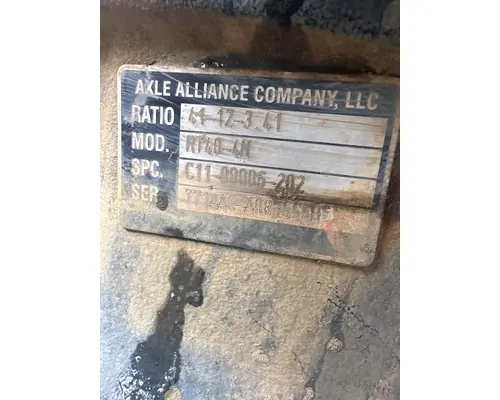 AXLE ALLIANCE COMPANY, LLC
RATIO 41-12-3.41
MOD. RT40-4N
SPC. C11-00006-202
SER.